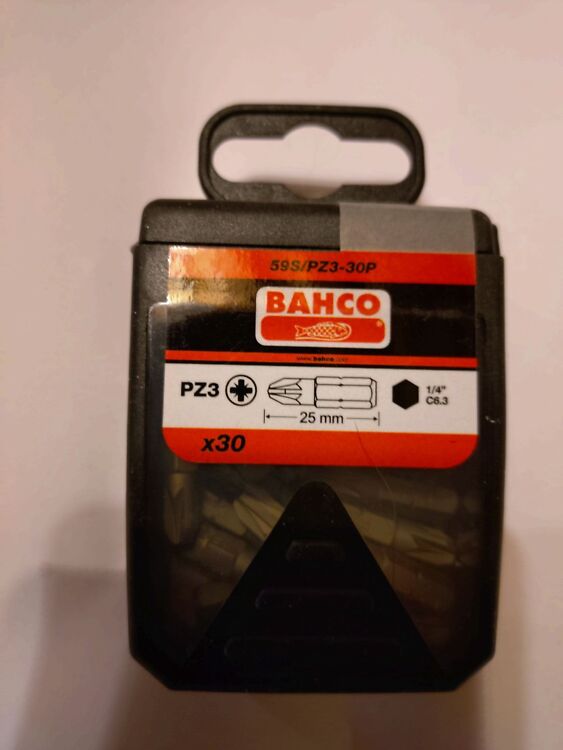 59S/PZ3-30P
BAHCO
®
www.bahco.com
PZ3
1/4"
C6.3
25 mm
x30